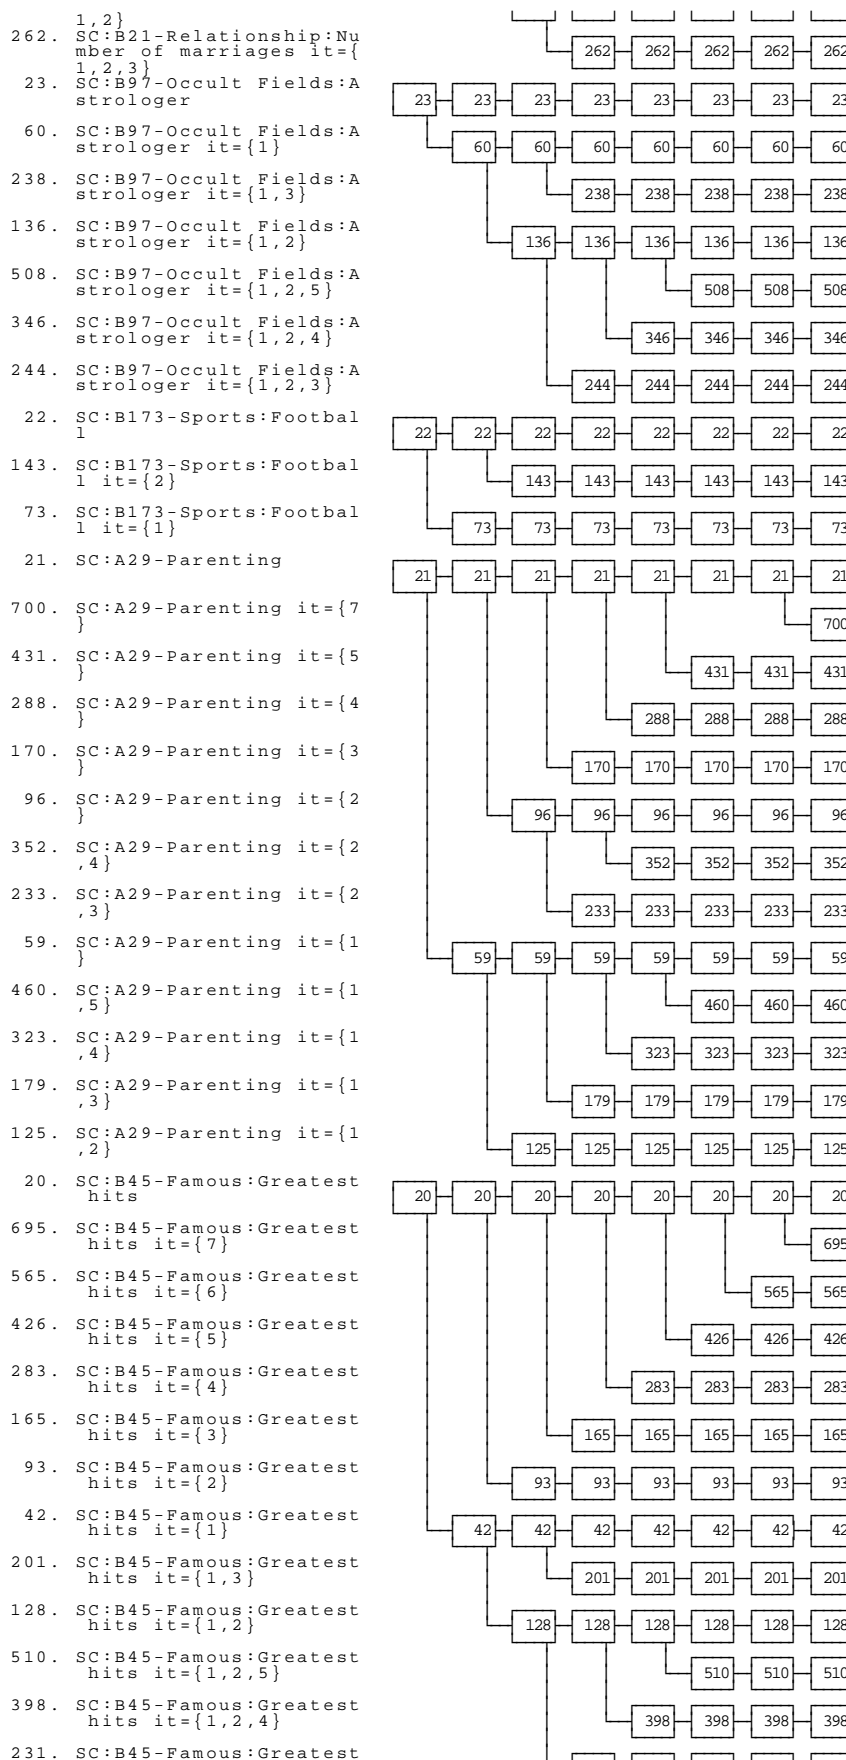 1,2}
262. SC:B21-Relationship:Nu
mber of marriages it={
1,2,3}
262 262 262 262 262
23. SC:B97-Occult Fields:A
strologer
23 23 23 23 23 23 23 23
60. SC:B97-Occult Fields:A
strologer it={1}
60 60 60 60 60 60 60
238. SC:B97-Occult Fields:A
strologer it={1,3}
238 238 238 238 238
136. SC:B97-Occult Fields:A
strologer it={1,2}
136 136 136 136 136 136
508. SC:B97-Occult Fields:A
strologer it={1,2,5}
508 508 508
346. SC:B97-Occult Fields:A
strologer it={1,2,4}
346 346 346 346
244. SC:B97-Occult Fields:A
strologer it={1,2,3}
244 244 244 244 244
22. SC:B173-Sports:Footbal
l
22 22 22 22 22 22 22 22
143. SC:B173-Sports:Footbal
l it={2}
143 143 143 143 143 143
73. SC:B173-Sports:Footbal
l it={1}
73 73 73 73 73 73 73
21. SC:A29-Parenting
21 21 21 21 21 21 21 21
700. SC:A29-Parenting it={7
}
700
431. SC:A29-Parenting it={5
}
431 431 431
288. SC:A29-Parenting it={4
}
288 288 288 288
170. SC:A29-Parenting it={3
}
170 170 170 170 170
96. SC:A29-Parenting it={2
}
96 96 96 96 96 96
352. SC:A29-Parenting it={2
,4}
352 352 352 352
233. SC:A29-Parenting it={2
,3}
233 233 233 233 233
59. SC:A29-Parenting it={1
}
59 59 59 59 59 59 59
460. SC:A29-Parenting it={1
,5}
460 460 460
323. SC:A29-Parenting it={1
,4}
323 323 323 323
179. SC:A29-Parenting it={1
,3}
179 179 179 179 179
125. SC:A29-Parenting it={1
,2}
125 125 125 125 125 125
20. SC:B45-Famous:Greatest
hits
20 20 20 20 20 20 20 20
695. SC:B45-Famous:Greatest
hits it={7}
695
565. SC:B45-Famous:Greatest
hits it={6}
565 565
426. SC:B45-Famous:Greatest
hits it={5}
426 426 426
283. SC:B45-Famous:Greatest
hits it={4}
283 283 283 283
165. SC:B45-Famous:Greatest
hits it={3}
165 165 165 165 165
93. SC:B45-Famous:Greatest
hits it={2}
93 93 93 93 93 93
42. SC:B45-Famous:Greatest
hits it={1}
42 42 42 42 42 42 42
201. SC:B45-Famous:Greatest
hits it={1,3}
201 201 201 201 201
128. SC:B45-Famous:Greatest
hits it={1,2}
128 128 128 128 128 128
510. SC:B45-Famous:Greatest
hits it={1,2,5}
510 510 510
398. SC:B45-Famous:Greatest
hits it={1,2,4}
398 398 398 398
231. SC:B45-Famous:Greatest